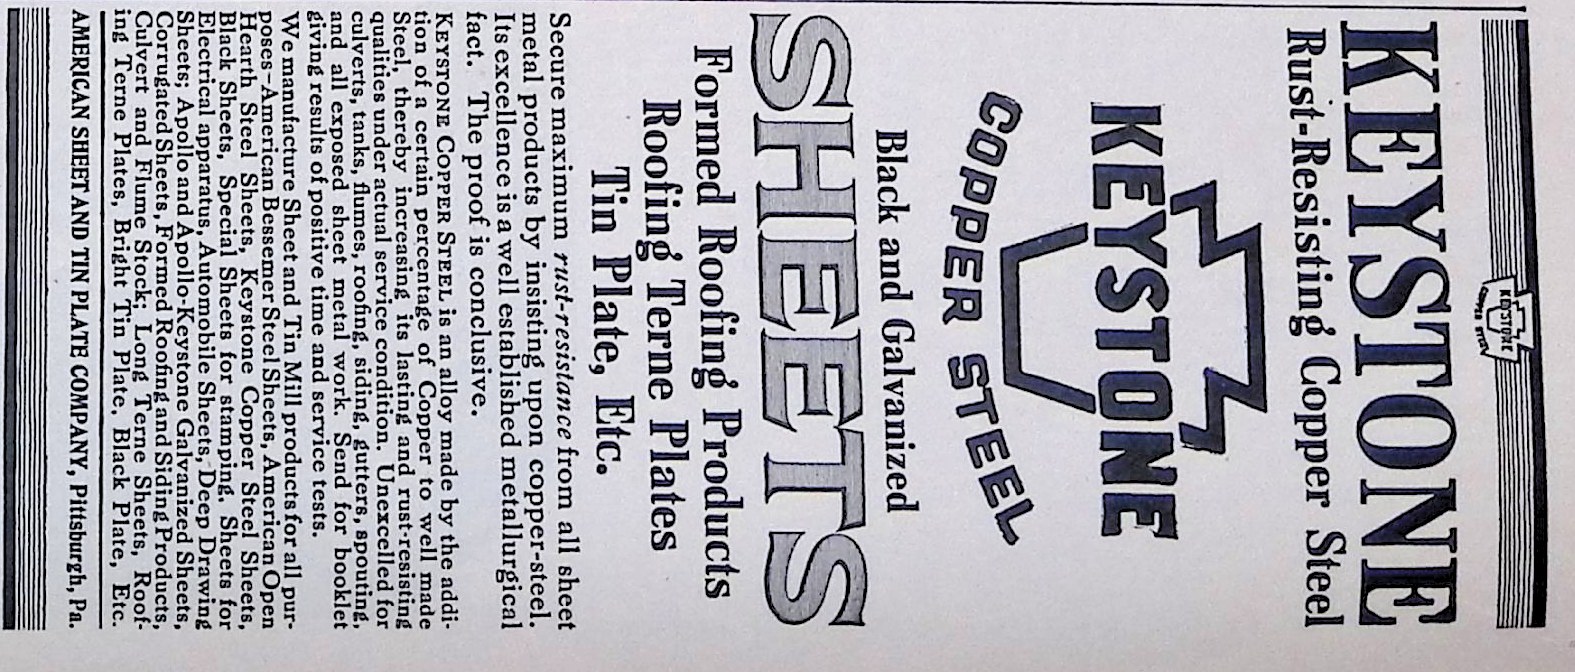 KEYSTONE
COPPER STEEL
KEYSTONE
Rust-Resisting Copper Steel
KEYSTONE
COPPER STEEL
Black and Galvanized
SHEETS
Formed Roofing Products
Roofing Terne Plates
Tin Plate, Etc.
Secure maximum rust-resistance from all sheet
metal products by insisting upon copper-steel.
Its excellence is a well established metallurgical
fact. The proof is conclusive.
KEYSTONE COPPER STEEL is an alloy made by the addi-
tion of a certain percentage of Copper to well made
Steel, thereby increasing its lasting and rust-resisting
qualities under actual service condition. Unexcelled for
culverts, tanks, flumes, roofing, siding, gutters, spouting,
and all exposed sheet metal work. Send for booklet
giving results of positive time and service tests.
We manufacture Sheet and Tin Mill products for all pur-
poses—American Bessemer Steel Sheets, American Open
Hearth Steel Sheets, Keystone Copper Steel Sheets,
Black Sheets, Special Sheets for stamping, Sheets for
Electrical apparatus, Automobile Sheets, Deep Drawing
Sheets; Apollo and Apollo-Keystone Galvanized Sheets,
Corrugated Sheets, Formed Roofing and Siding Products,
Culvert and Flume Stock; Long Terne Sheets, Roof-
ing Terne Plates, Bright Tin Plate, Black Plate, Etc.
AMERICAN SHEET AND TIN PLATE COMPANY, Pittsburgh, Pa.